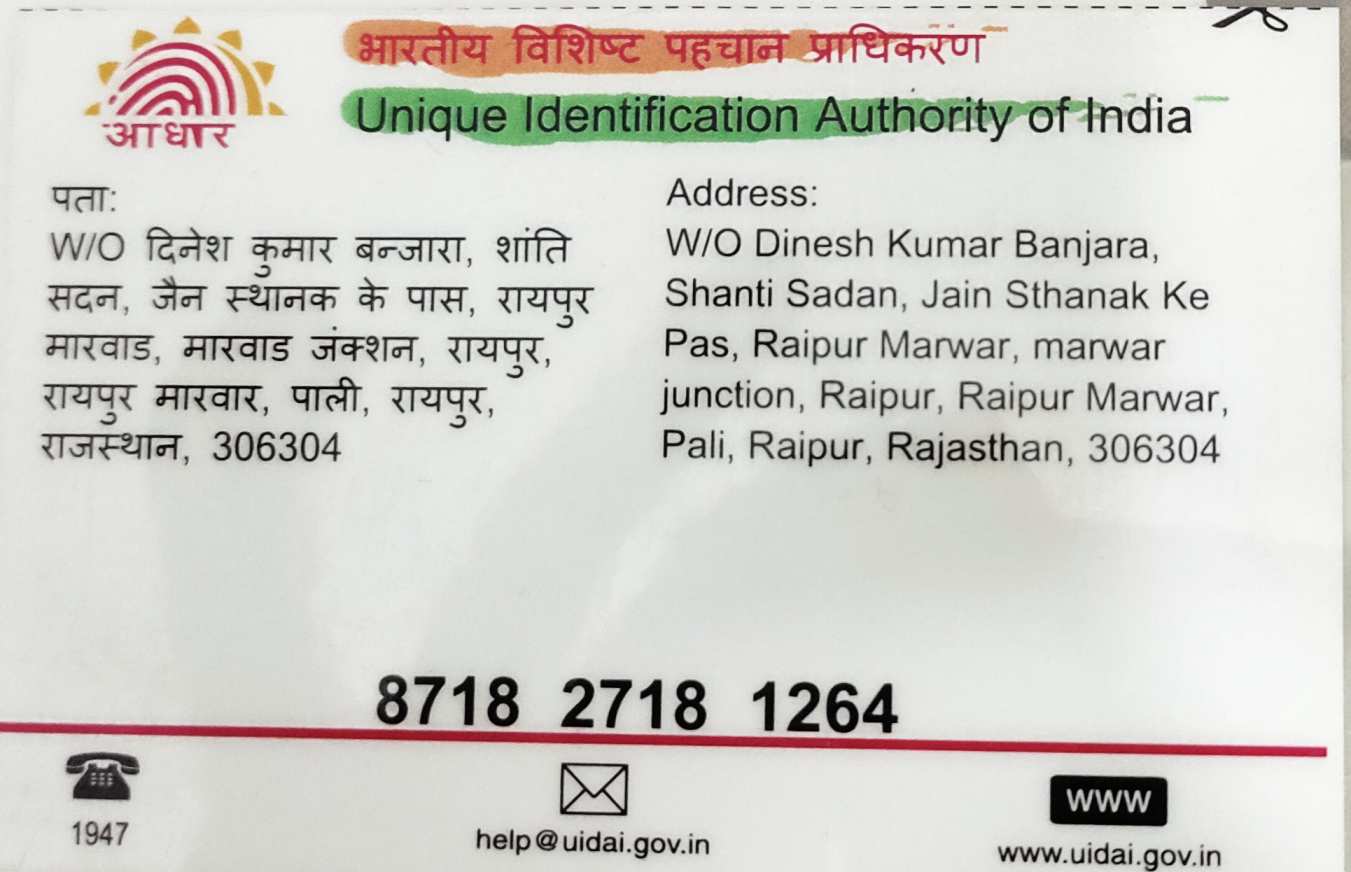 भारतीय विशिष्ट पहचान प्राधिकरण
Unique Identification Authority of India
आधार
पता:
W/O दिनेश कुमार बन्जारा, शांति
सदन, जैन स्थानक के पास, रायपुर
मारवाड, मारवाड जंक्शन, रायपुर,
रायपुर मारवार, पाली, रायपुर,
राजस्थान, 306304
Address:
W/O Dinesh Kumar Banjara,
Shanti Sadan, Jain Sthanak Ke
Pas, Raipur Marwar, marwar
junction, Raipur, Raipur Marwar,
Pali, Raipur, Rajasthan, 306304
8718 2718 1264
1947
help@uidai.gov.in
www
www.uidai.gov.in